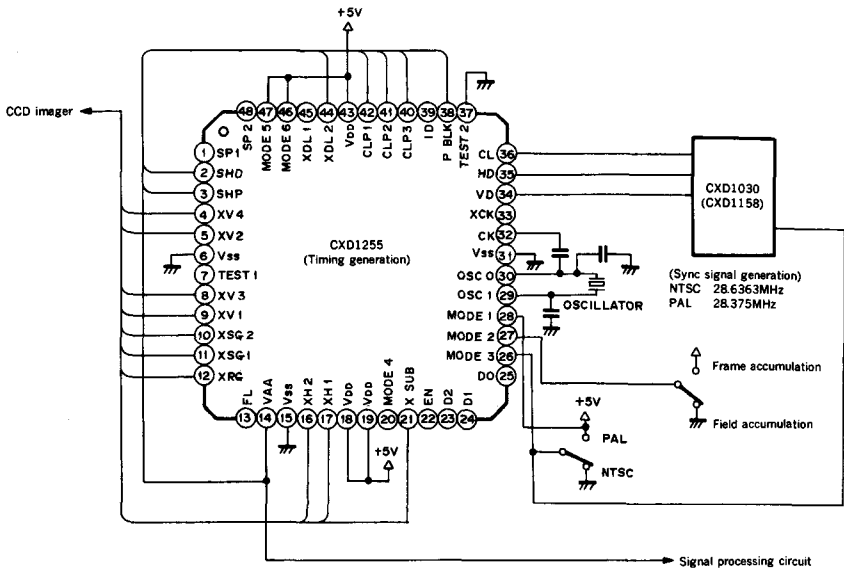 +5V
CCD imager
48 47 46 45 44 43 42 41 40 39 38 37
SP2
MODE 5
MODE 6
XDL 1
XDL 2
VDD
CLP1
CLP2
CLP3
ID
P BLK
TEST 2
1 SP1
2 SHD
3 SHP
4 XV4
5 XV2
6 Vss
7 TEST 1
8 XV3
9 XV1
10 XSG2
11 XSG1
12 XRG
CXD1255
(Timing generation)
CL 36
HD 35
VD 34
XCK 33
CK 32
Vss 31
OSC O 30
OSC 1 29
MODE 1 28
MODE 2 27
MODE 3 26
DO 25
FL
VAA
Vss
XH2
XH1
VDD
VDD
MODE 4
X SUB
EN
D2
D1
13 14 15 16 17 18 19 20 21 22 23 24
+5V
OSCILLATOR
CXD1030
(CXD1158)
(Sync signal generation)
NTSC 28.6363MHz
PAL 28.375MHz
Frame accumulation
Field accumulation
+5V
PAL
NTSC
Signal processing circuit